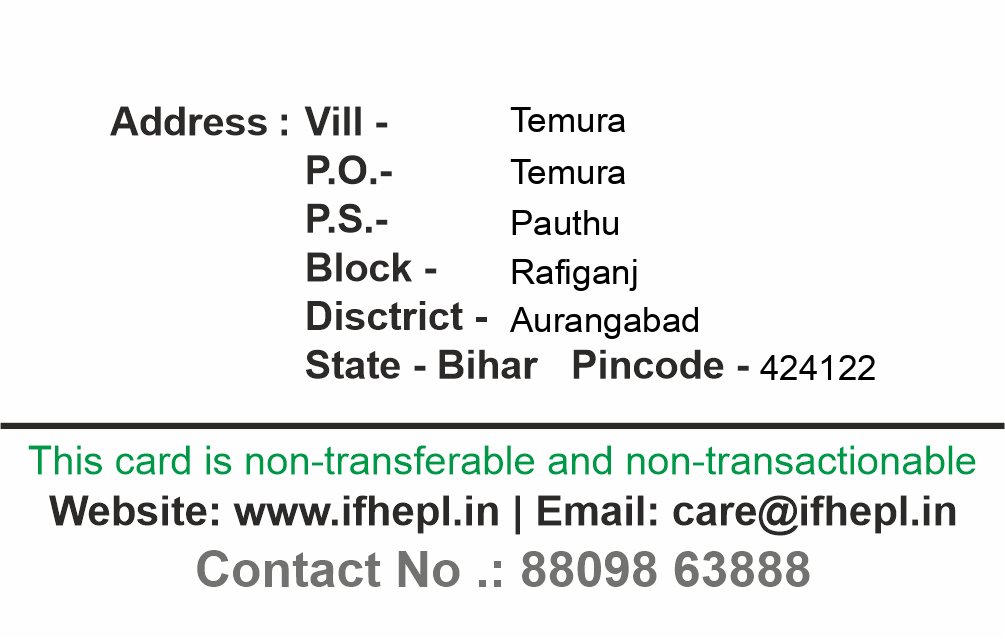 Address : Vill - Temura
P.O.- Temura
P.S.- Pauthu
Block - Rafiganj
Disctrict - Aurangabad
State - Bihar Pincode - 424122
This card is non-transferable and non-transactionable
Website: www.ifhepl.in | Email: care@ifhepl.in
Contact No .: 88098 63888